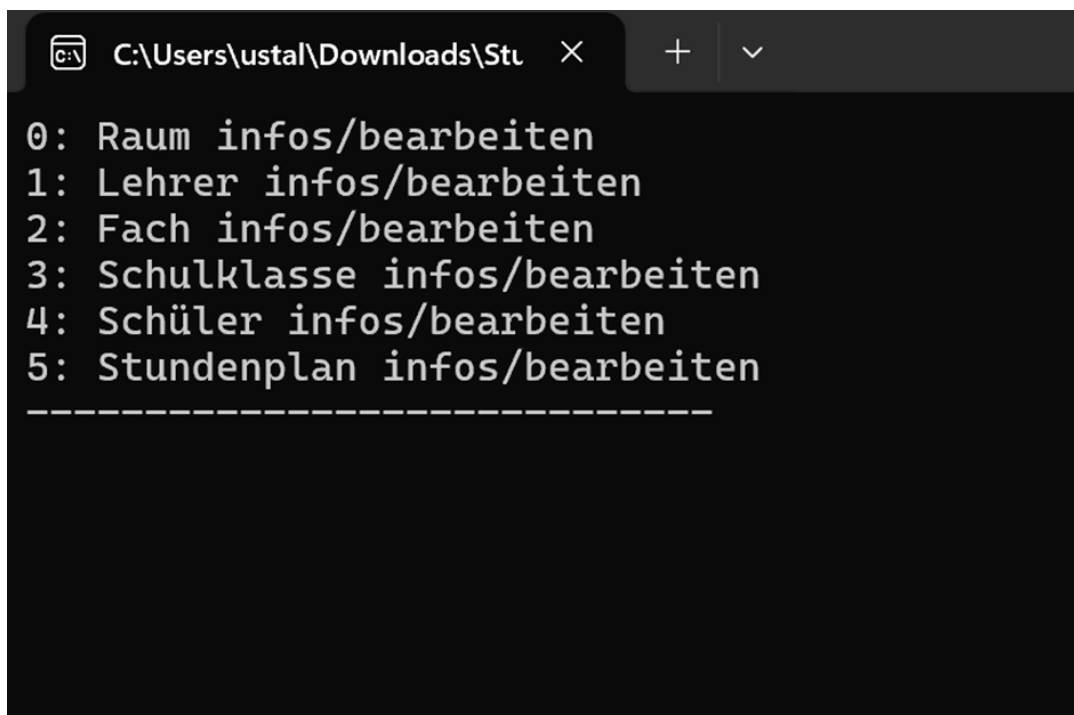 C:\Users\ustal\Downloads\Stu
0: Raum infos/bearbeiten
1: Lehrer infos/bearbeiten
2: Fach infos/bearbeiten
3: Schulklasse infos/bearbeiten
4: Schüler infos/bearbeiten
5: Stundenplan infos/bearbeiten
-----------------------------